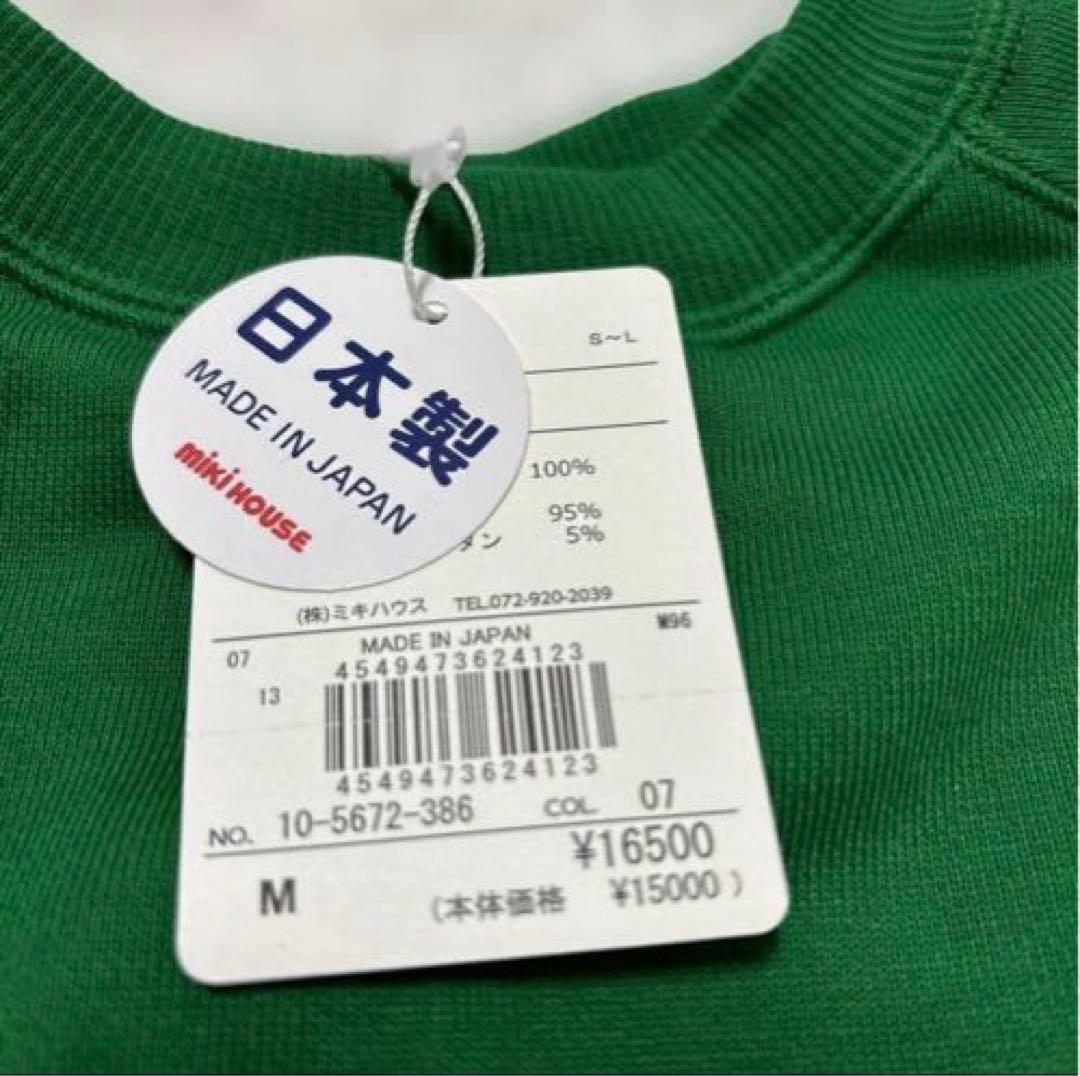 日本製
MADE IN JAPAN
mikiHOUSE
S～L
100%
95%
タン 5%
(株)ミキハウス TEL.072-920-2039
MADE IN JAPAN M96
07
4549473624123
13
4549473624123
NO. 10-5672-386 COL. 07
¥16500
M (本体価格 ¥15000)